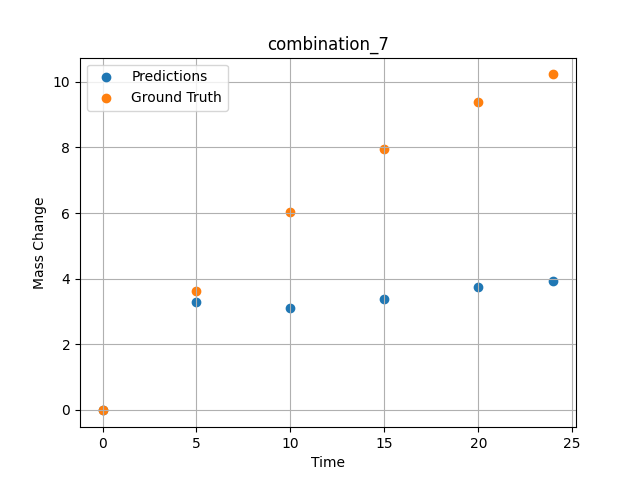 combination_7
Predictions
Ground Truth
Mass Change
10
8
6
4
2
0
0 5 10 15 20 25
Time